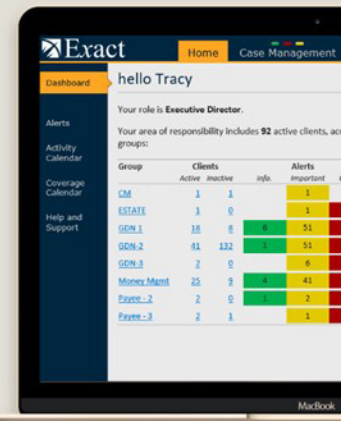 Exact
Home Case Management
Dashboard
hello Tracy
Your role is Executive Director.
Your area of responsibility includes 92 active clients,
groups:
Alerts
Activity
Calendar
Coverage
Calendar
Help and
Support
Group Clients Alerts
Active Inactive Info. Important
CM 1 1 1
ESTATE 1 0 1
GDN 1 18 8 6 51
GDN-2 41 132 1 51
GDN-3 2 0 6
Money Mgmt 25 9 4 41
Payee - 2 2 0 1 2
Payee - 3 2 1 1
MacBook